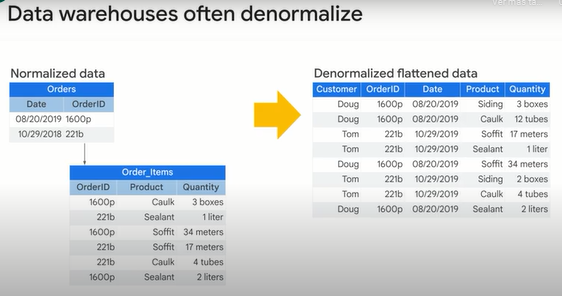 Data warehouses often denormalize
Normalized data
Orders
Date OrderID
08/20/2019 1600p
10/29/2018 221b
Order_Items
OrderID Product Quantity
1600p Caulk 3 boxes
221b Sealant 1 liter
1600p Soffit 34 meters
221b Soffit 17 meters
221b Caulk 4 tubes
1600p Sealant 2 liters
Denormalized flattened data
Customer OrderID Date Product Quantity
Doug 1600p 08/20/2019 Siding 3 boxes
Doug 1600p 08/20/2019 Caulk 12 tubes
Tom 221b 10/29/2019 Soffit 17 meters
Tom 221b 10/29/2019 Sealant 1 liter
Doug 1600p 08/20/2019 Soffit 34 meters
Tom 221b 10/29/2019 Siding 2 boxes
Tom 221b 10/29/2019 Caulk 4 tubes
Doug 1600p 08/20/2019 Sealant 2 liters